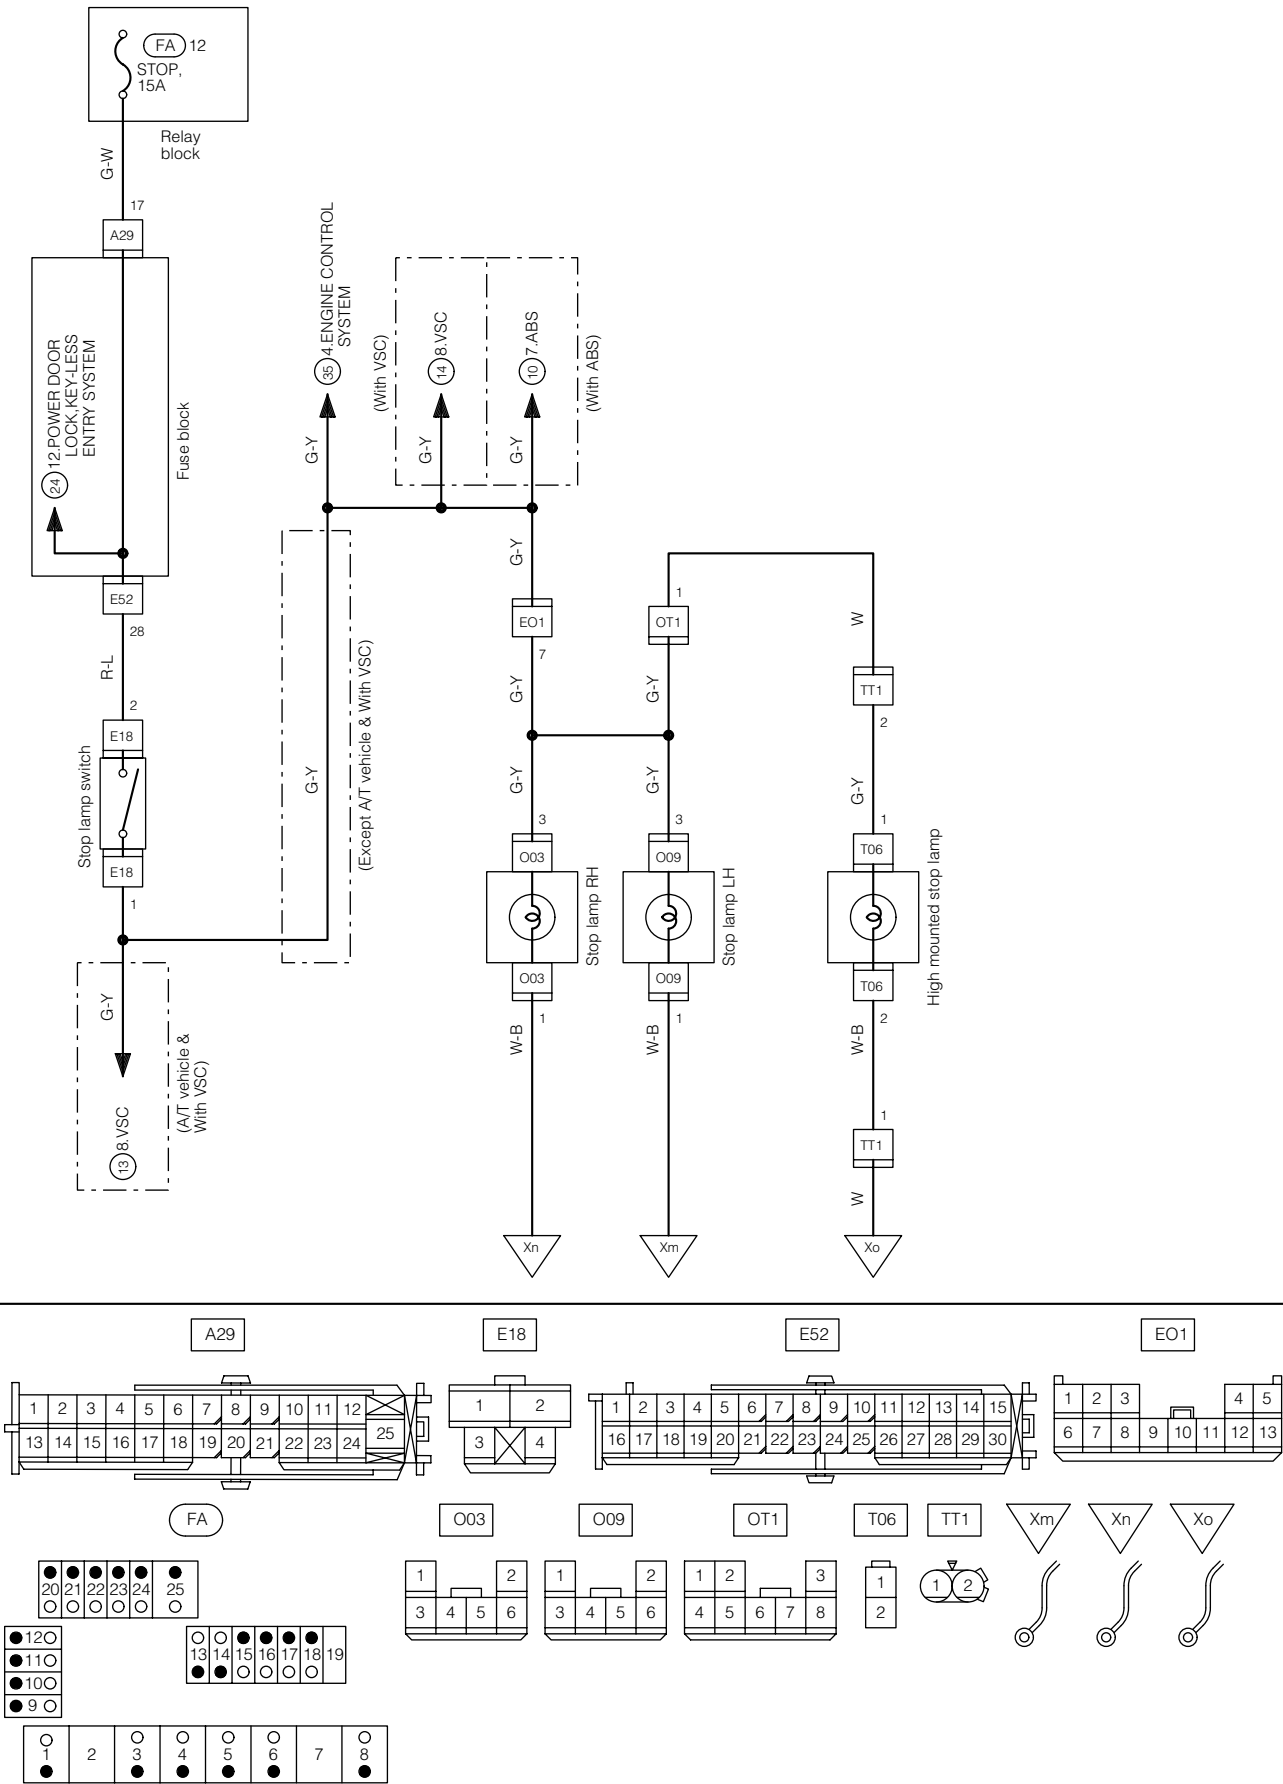 FA 12
STOP,
15A
Relay
block
G-W
17
A29
24 12.POWER DOOR
LOCK,KEY-LESS
ENTRY SYSTEM
Fuse block
E52
28
R-L
2
E18
Stop lamp switch
E18
1
G-Y
13 8.VSC
(A/T vehicle &
With VSC)
35 4.ENGINE CONTROL
SYSTEM
G-Y
G-Y
(Except A/T vehicle & With VSC)
(With VSC)
14 8.VSC
G-Y
10 7.ABS
G-Y
(With ABS)
G-Y
EO1
7
G-Y
G-Y
3
O03
Stop lamp RH
O03
1
W-B
Xn
1
OT1
G-Y
G-Y
3
O09
Stop lamp LH
O09
1
W-B
Xm
W
TT1
2
G-Y
1
T06
High mounted stop lamp
T06
2
W-B
1
TT1
W
Xo
A29
1 2 3 4 5 6 7 8 9 10 11 12
13 14 15 16 17 18 19 20 21 22 23 24 25
E18
1 2
3 4
E52
1 2 3 4 5 6 7 8 9 10 11 12 13 14 15
16 17 18 19 20 21 22 23 24 25 26 27 28 29 30
EO1
1 2 3 4 5
6 7 8 9 10 11 12 13
FA
20 21 22 23 24 25
12
11
10
9
13 14 15 16 17 18 19
1 2 3 4 5 6 7 8
O03
1 2
3 4 5 6
O09
1 2
3 4 5 6
OT1
1 2 3
4 5 6 7 8
T06
1
2
TT1
1 2
Xm
Xn
Xo